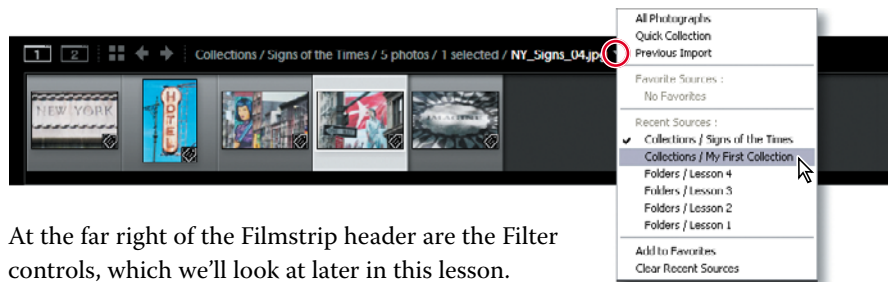 1 2 Collections / Signs of the Times / 5 photos / 1 selected / NY_Signs_04.jp
NEW YORK
HOTEL
All Photographs
Quick Collection
Previous Import
Favorite Sources :
No Favorites
Recent Sources :
Collections / Signs of the Times
Collections / My First Collection
Folders / Lesson 4
Folders / Lesson 3
Folders / Lesson 2
Folders / Lesson 1
Add to Favorites
Clear Recent Sources
At the far right of the Filmstrip header are the Filter
controls, which we'll look at later in this lesson.